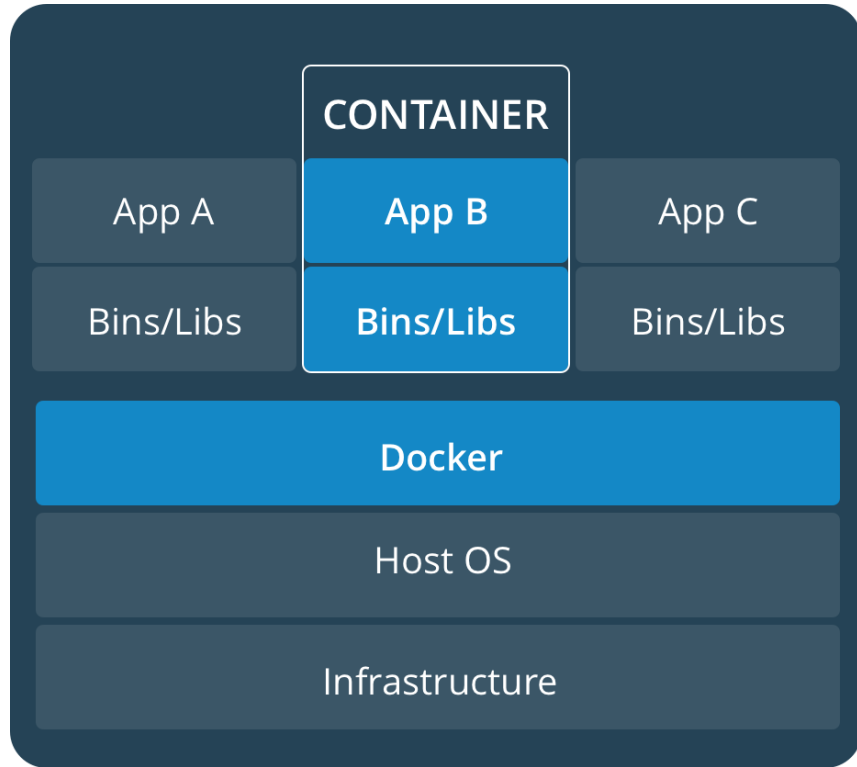 CONTAINER
App A
App B
App C
Bins/Libs
Bins/Libs
Bins/Libs
Docker
Host OS
Infrastructure